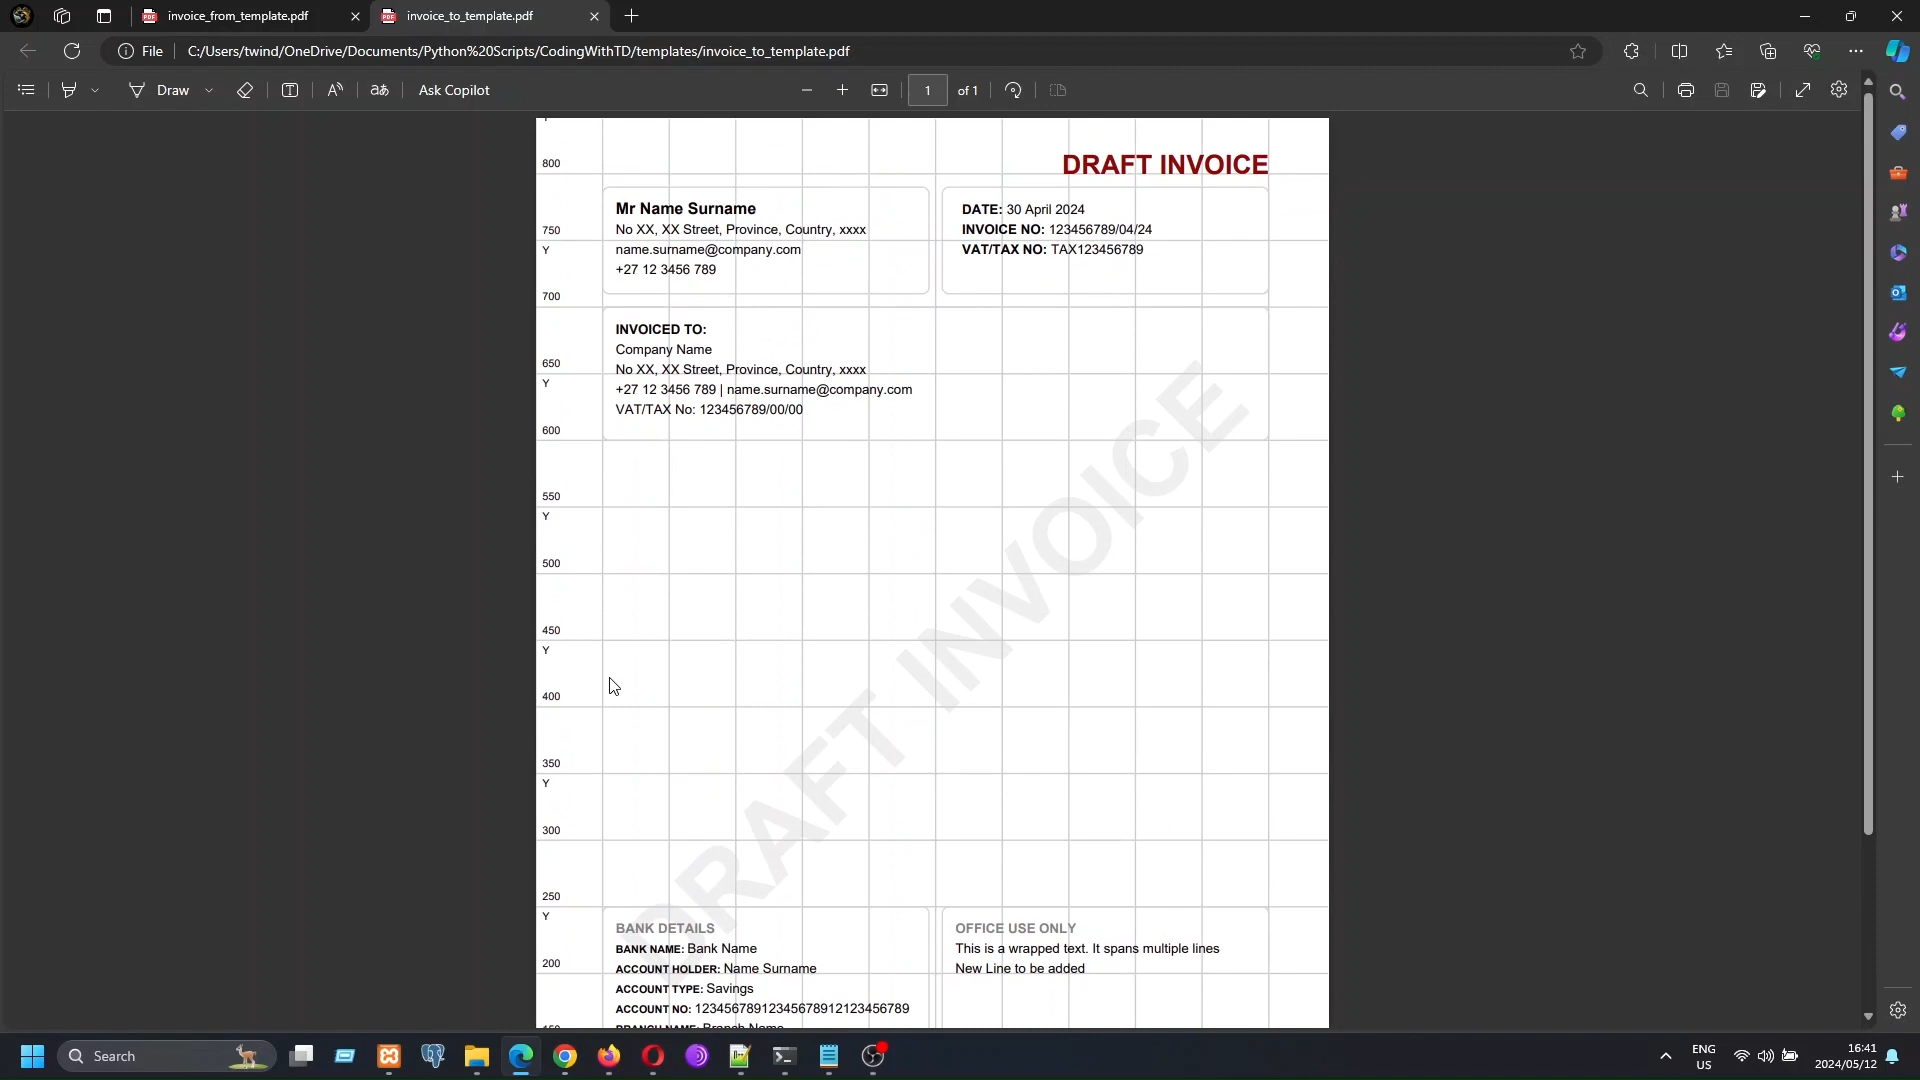 invoice_from_template.pdf
invoice_to_template.pdf
File
C:/Users/twind/OneDrive/Documents/Python%20Scripts/CodingWithTD/templates/invoice_to_template.pdf
Draw
Ask Copilot
1
of 1
800
DRAFT INVOICE
Mr Name Surname
No XX, XX Street, Province, Country, xxxx
name.surname@company.com
+27 12 3456 789
DATE: 30 April 2024
INVOICE NO: 123456789/04/24
VAT/TAX NO: TAX123456789
750
Y
700
INVOICED TO:
Company Name
No XX, XX Street, Province, Country, xxxx
+27 12 3456 789 | name.surname@company.com
VAT/TAX No: 123456789/00/00
650
Y
600
550
Y
500
450
Y
400
350
Y
300
250
Y
200
DRAFT INVOICE
BANK DETAILS
BANK NAME: Bank Name
ACCOUNT HOLDER: Name Surname
ACCOUNT TYPE: Savings
ACCOUNT NO: 12345678912345678912123456789
BRANCH NAME: Branch Name
OFFICE USE ONLY
This is a wrapped text. It spans multiple lines
New Line to be added
150
Search
ENG
US
16:41
2024/05/12